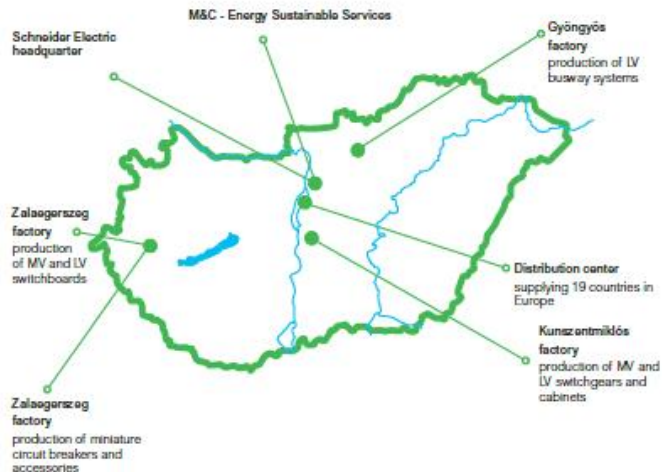 M&C - Energy Sustainable Services
Schneider Electric
headquarter
Gyöngyös
factory
production of LV
busway systems
Zalaegerszeg
factory
production
of MV and LV
switchboards
Distribution center
supplying 19 countries in
Europe
Kunszentmiklós
factory
production of MV and
LV switchgears and
cabinets
Zalaegerszeg
factory
production of miniature
circuit breakers and
accessories